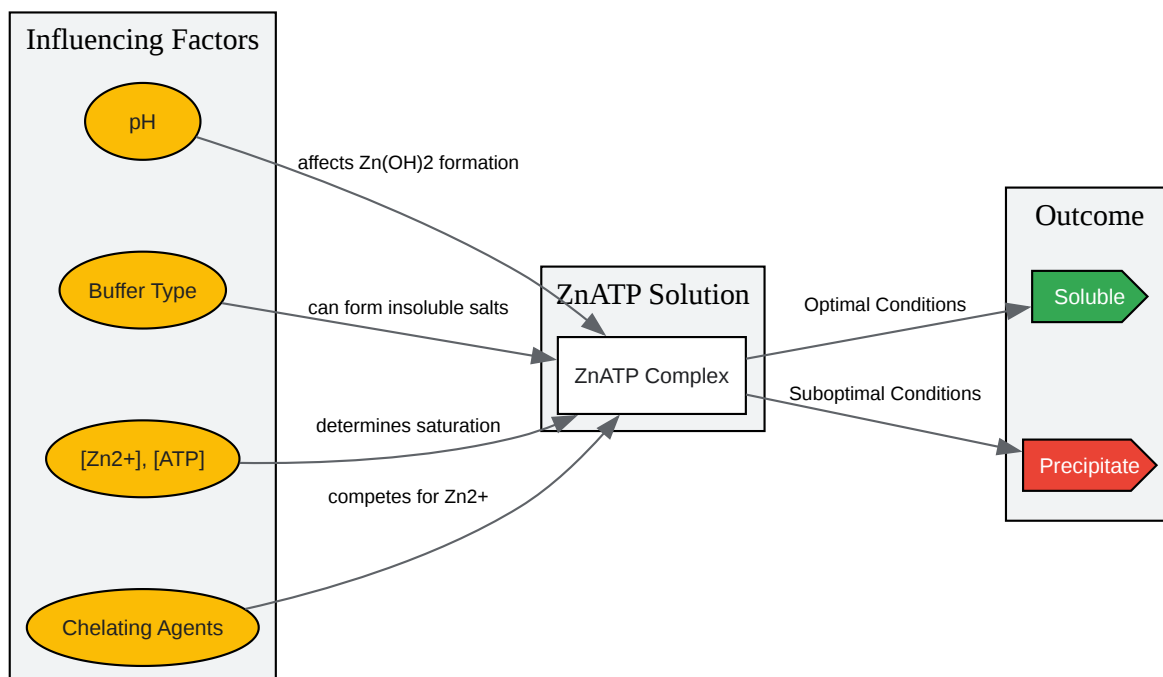 Influencing Factors
pH
Buffer Type
[Zn2+], [ATP]
Chelating Agents
affects Zn(OH)2 formation
can form insoluble salts
determines saturation
competes for Zn2+
ZnATP Solution
ZnATP Complex
Optimal Conditions
Suboptimal Conditions
Outcome
Soluble
Precipitate